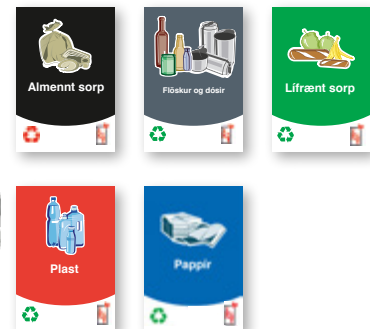 Almennt sorp
Flöskur og dósir
Lífrænt sorp
Plast
Pappír